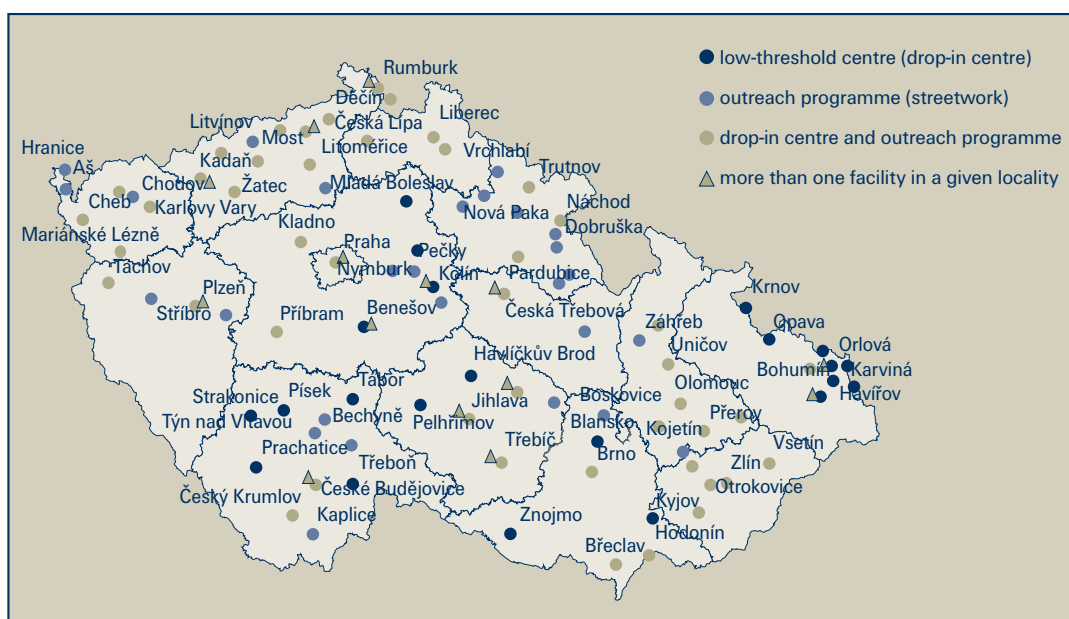 low-threshold centre (drop-in centre)
outreach programme (streetwork)
drop-in centre and outreach programme
more than one facility in a given locality
Rumburk
Děčín
Česká Lípa
Liberec
Litvínov
Most
Litoměřice
Hranice
Aš
Vrchlabí
Trutnov
Kadaň
Chodov
Žatec
Mladá Boleslav
Cheb
Karlovy Vary
Kladno
Nová Paka
Náchod
Dobruška
Mariánské Lézně
Praha
Pečky
Tachov
Nymburk
Kolín
Pardubice
Plzeň
Krnov
Stříbro
Příbram
Benešov
Česká Třebová
Záhreb
Opava
Uničov
Orlová
Havlíčkův Brod
Bohumín
Karviná
Strakonice
Písek
Tábor
Olomouc
Havířov
Týn nad Vltavou
Bechyně
Pelhřimov
Jihlava
Boskovice
Blansko
Přerov
Prachatice
Třebíč
Kojetín
Vsetín
Třeboň
Brno
Zlín
Český Krumlov
České Budějovice
Otrokovice
Kaplice
Znojmo
Kyjov
Hodonín
Břeclav